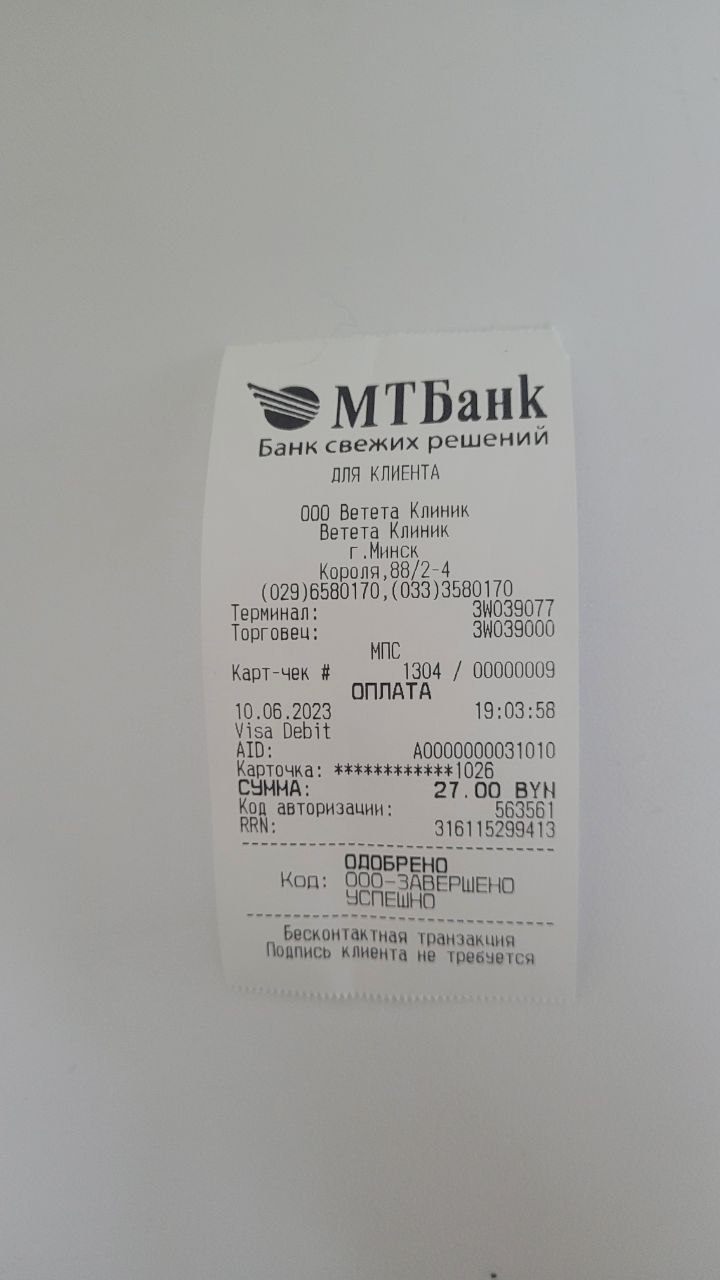 МТБанк
Банк свежих решений
ДЛЯ КЛИЕНТА
ООО Ветета Клиник
Ветета Клиник
г.Минск
Короля,88/2-4
(029)6580170,(033)3580170
Терминал: 3W039077
Торговец: 3W039000
МПС
Карт-чек # 1304 / 00000009
ОПЛАТА
10.06.2023 19:03:58
Visa Debit
AID: A0000000031010
Карточка: ************1026
СУММА: 27.00 BYN
Код авторизации: 563561
RRN: 316115299413
ОДОБРЕНО
Код: 000-ЗАВЕРШЕНО
УСПЕШНО
Бесконтактная транзакция
Подпись клиента не требуется